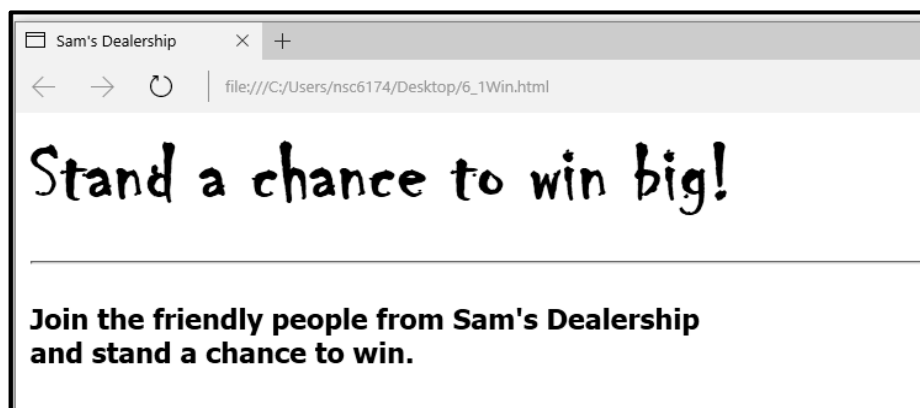 Sam's Dealership
file:///C:/Users/nsc6174/Desktop/6_1Win.html
Stand a chance to win big!
Join the friendly people from Sam's Dealership
and stand a chance to win.